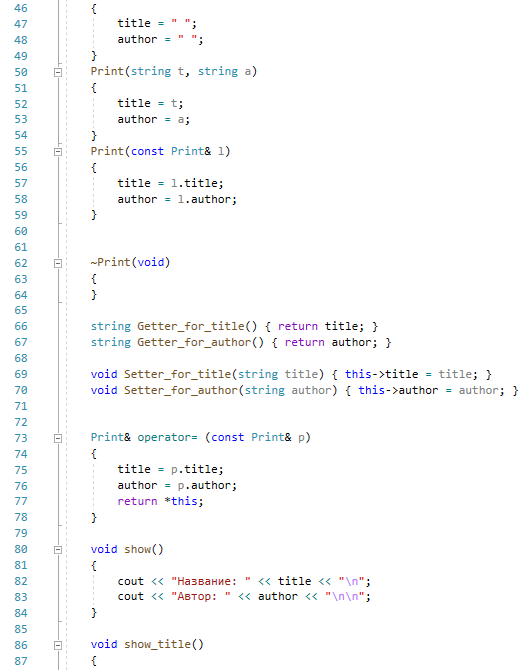 46 {
47 title = " ";
48 author = " ";
49 }
50 Print(string t, string a)
51 {
52 title = t;
53 author = a;
54 }
55 Print(const Print& l)
56 {
57 title = l.title;
58 author = l.author;
59 }
60
61
62 ~Print(void)
63 {
64 }
65
66 string Getter_for_title() { return title; }
67 string Getter_for_author() { return author; }
68
69 void Setter_for_title(string title) { this->title = title; }
70 void Setter_for_author(string author) { this->author = author; }
71
72
73 Print& operator= (const Print& p)
74 {
75 title = p.title;
76 author = p.author;
77 return *this;
78 }
79
80 void show()
81 {
82 cout << "Название: " << title << "\n";
83 cout << "Автор: " << author << "\n\n";
84 }
85
86 void show_title()
87 {